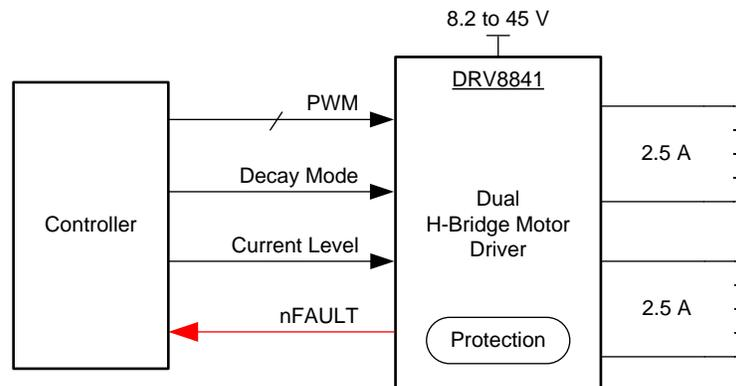 8.2 to 45 V
DRV8841
PWM
Decay Mode
Controller
Current Level
nFAULT
Dual
H-Bridge Motor
Driver
Protection
2.5 A
2.5 A